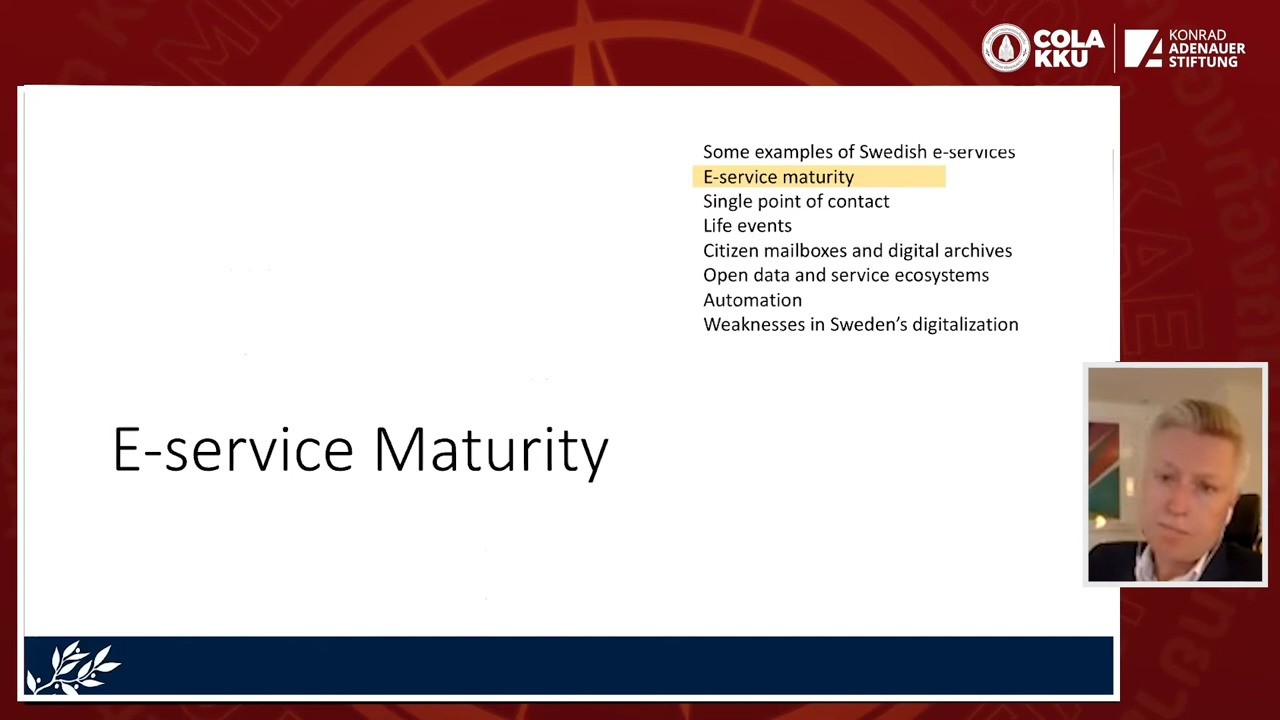 COLA
KKU
KONRAD
ADENAUER
STIFTUNG
Some examples of Swedish e-services
E-service maturity
Single point of contact
Life events
Citizen mailboxes and digital archives
Open data and service ecosystems
Automation
Weaknesses in Sweden’s digitalization
E-service Maturity